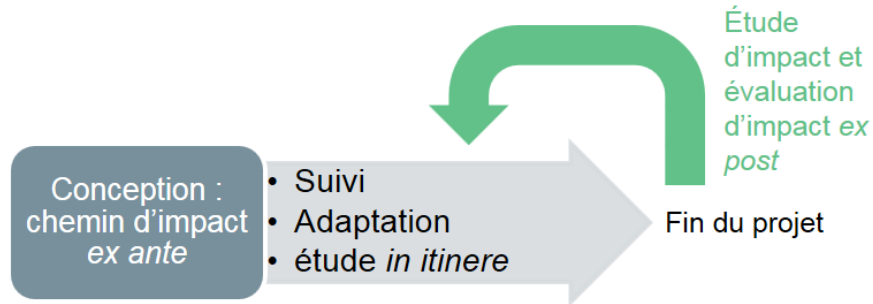 Conception :
chemin d’impact
ex ante
• Suivi
• Adaptation
• étude in itinere
Étude
d’impact et
évaluation
d’impact ex
post
Fin du projet